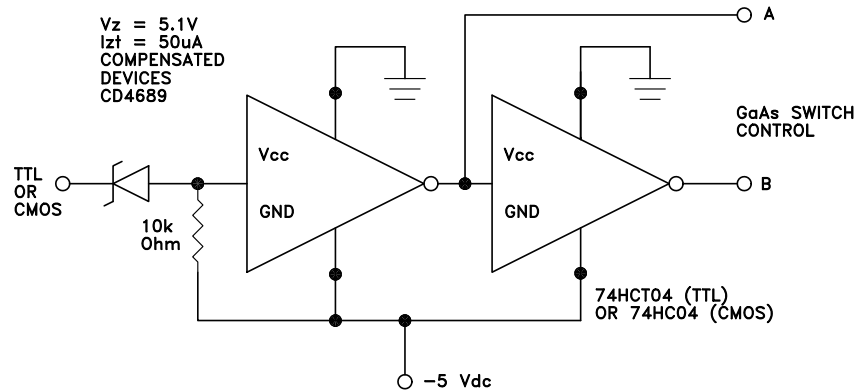 Vz = 5.1V
Izt = 50uA
COMPENSATED
DEVICES
CD4689
A
GaAs SWITCH
CONTROL
Vcc
Vcc
TTL
OR
CMOS
B
GND
GND
10k
Ohm
74HCT04 (TTL)
OR 74HC04 (CMOS)
-5 Vdc